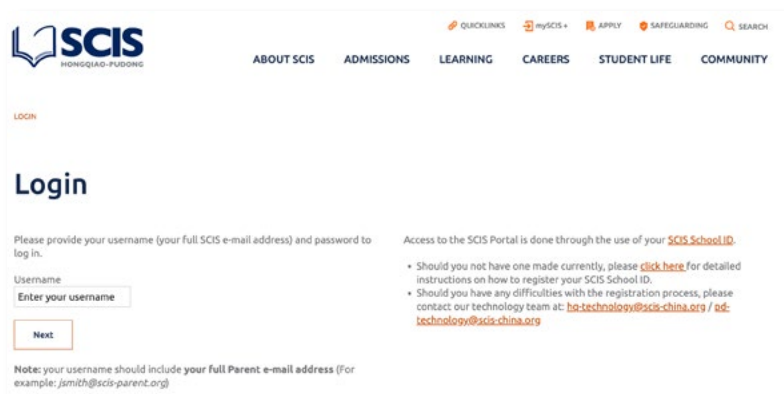 QUICKLINKS mySCIS + APPLY SAFEGUARDING SEARCH
SCIS
HONGQIAO-PUDONG
ABOUT SCIS ADMISSIONS LEARNING CAREERS STUDENT LIFE COMMUNITY
LOGIN
Login
Please provide your username (your full SCIS e-mail address) and password to
log in.
Username
Enter your username
Next
Note: your username should include your full Parent e-mail address (For
example: jsmith@scis-parent.org)
Access to the SCIS Portal is done through the use of your SCIS School ID.
• Should you not have one made currently, please click here for detailed
instructions on how to register your SCIS School ID.
• Should you have any difficulties with the registration process, please
contact our technology team at: hq-technology@scis-china.org / pd-
technology@scis-china.org